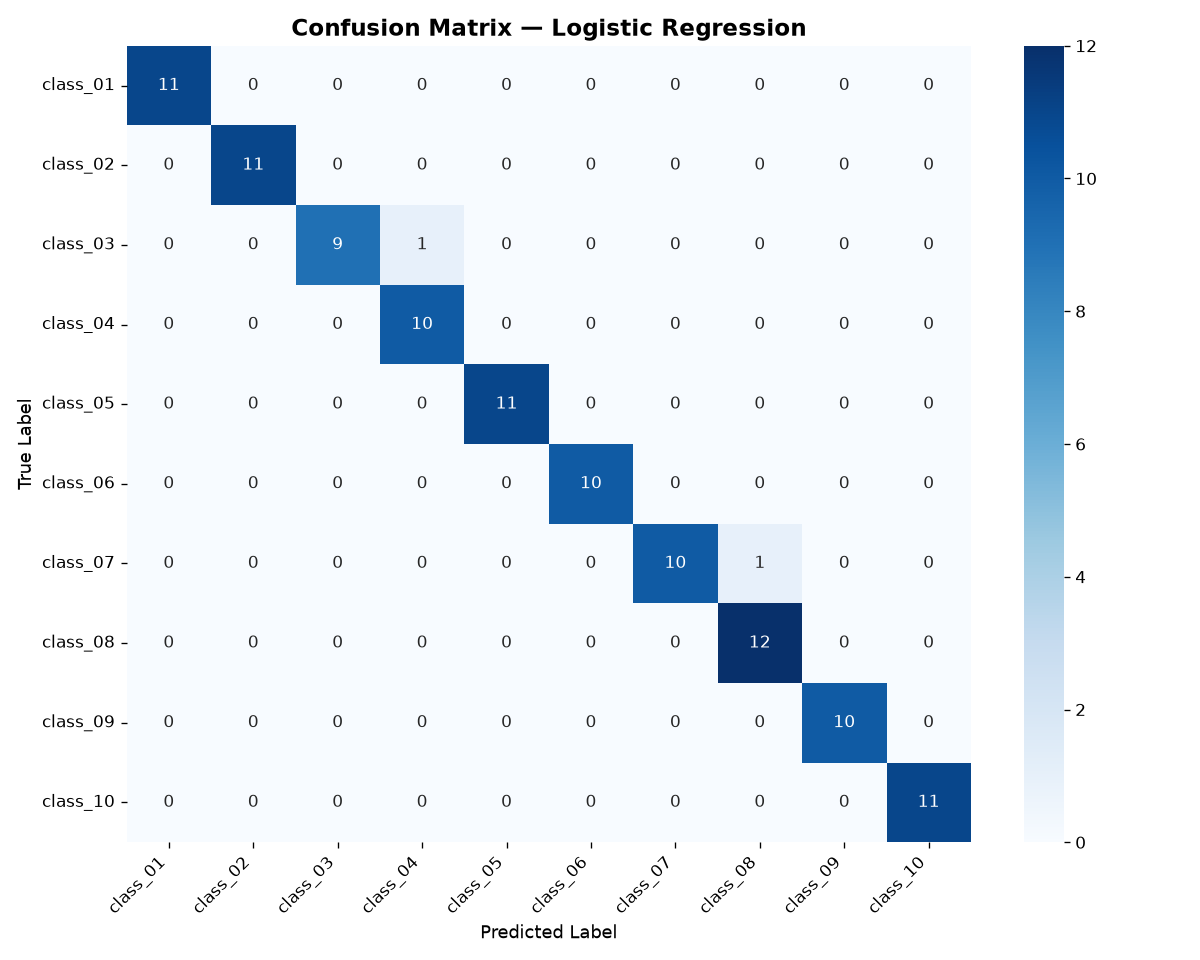 Confusion Matrix — Logistic Regression
class_01 11 0 0 0 0 0 0 0 0 0
class_02 0 11 0 0 0 0 0 0 0 0
class_03 0 0 9 1 0 0 0 0 0 0
class_04 0 0 0 10 0 0 0 0 0 0
class_05 0 0 0 0 11 0 0 0 0 0
class_06 0 0 0 0 0 10 0 0 0 0
class_07 0 0 0 0 0 0 10 1 0 0
class_08 0 0 0 0 0 0 0 12 0 0
class_09 0 0 0 0 0 0 0 0 10 0
class_10 0 0 0 0 0 0 0 0 0 11
True Label
class_01 class_02 class_03 class_04 class_05 class_06 class_07 class_08 class_09 class_10
Predicted Label
12
10
8
6
4
2
0